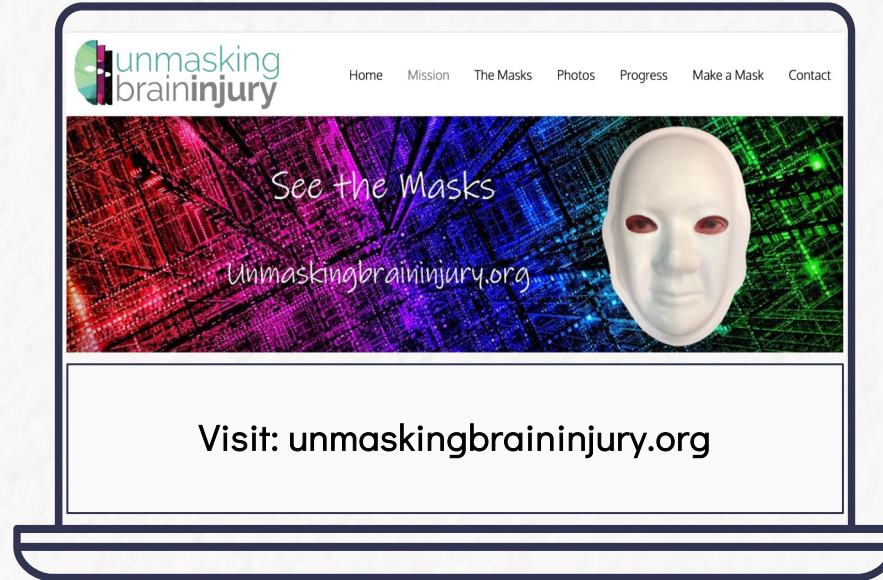 unmasking
braininjury
Home Mission The Masks Photos Progress Make a Mask Contact
See the Masks
Unmaskingbraininjury.org
Visit: unmaskingbraininjury.org